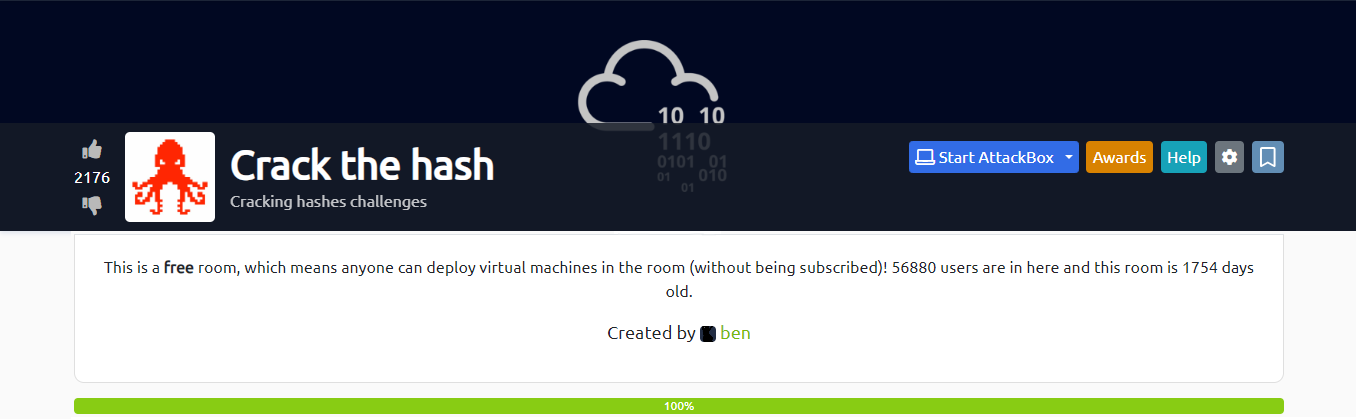 10 10
1110
0101 01
01 010
01
2176
Crack the hash
Cracking hashes challenges
Start AttackBox
Awards
Help
This is a free room, which means anyone can deploy virtual machines in the room (without being subscribed)! 56880 users are in here and this room is 1754 days
old.
Created by ben
100%